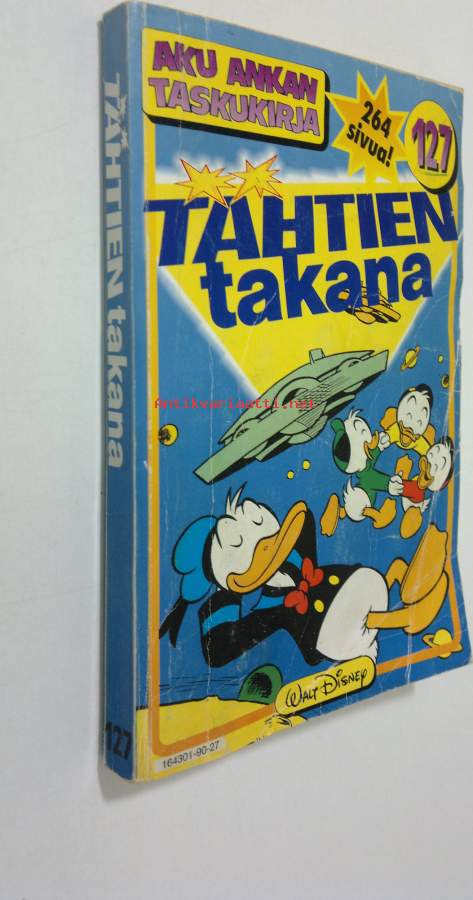 AKU ANKAN
TASKUKIRJA
264
sivua!
127
TÄHTIEN
takana
Antikvariaatti.net
WALT DISNEY
164301-90-27
TÄHTIEN takana
127